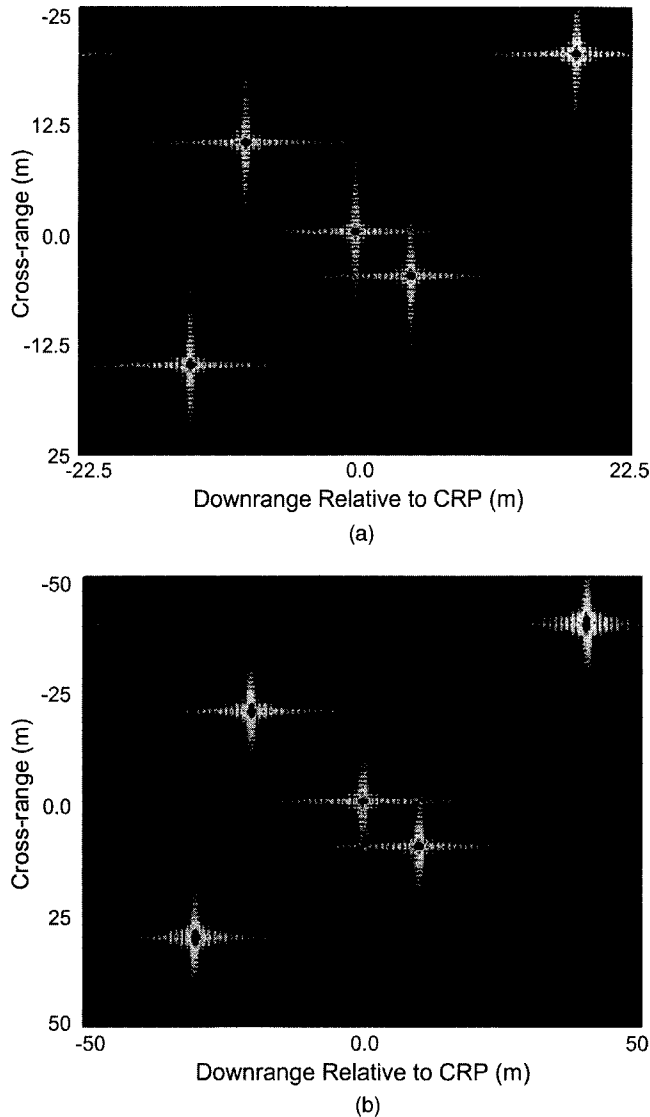 -25
12.5
0.0
-12.5
25
Cross-range (m)
-22.5 0.0 22.5
Downrange Relative to CRP (m)
(a)
-50
-25
0.0
25
50
Cross-range (m)
-50 0.0 50
Downrange Relative to CRP (m)
(b)